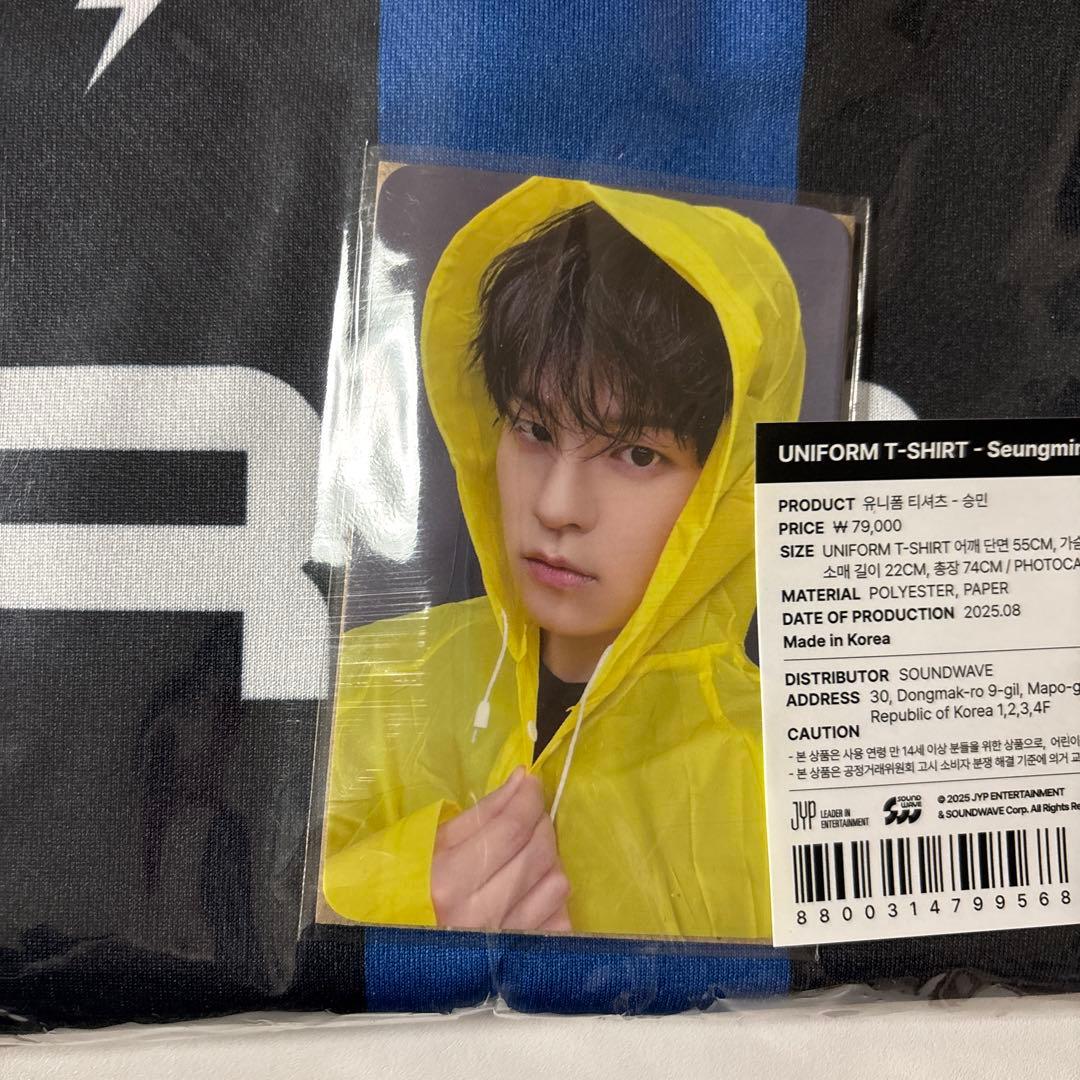 R
UNIFORM T-SHIRT - Seungmin
PRODUCT 유니폼 티셔츠 - 승민
PRICE ₩ 79,000
SIZE UNIFORM T-SHIRT 어깨 단면 55CM, 가슴
소매 길이 22CM, 총장 74CM / PHOTOCA
MATERIAL POLYESTER, PAPER
DATE OF PRODUCTION 2025.08
Made in Korea
DISTRIBUTOR SOUNDWAVE
ADDRESS 30, Dongmak-ro 9-gil, Mapo-g
Republic of Korea 1,2,3,4F
CAUTION
- 본 상품은 사용 연령 만 14세 이상 분들을 위한 상품으로, 어린이
- 본 상품은 공정거래위원회 고시 소비자 분쟁 해결 기준에 의거 교
JYP LEADER IN
ENTERTAINMENT
SOUND
WAVE
© 2025 JYP ENTERTAINMENT
& SOUNDWAVE Corp. All Rights Re
8800314799568